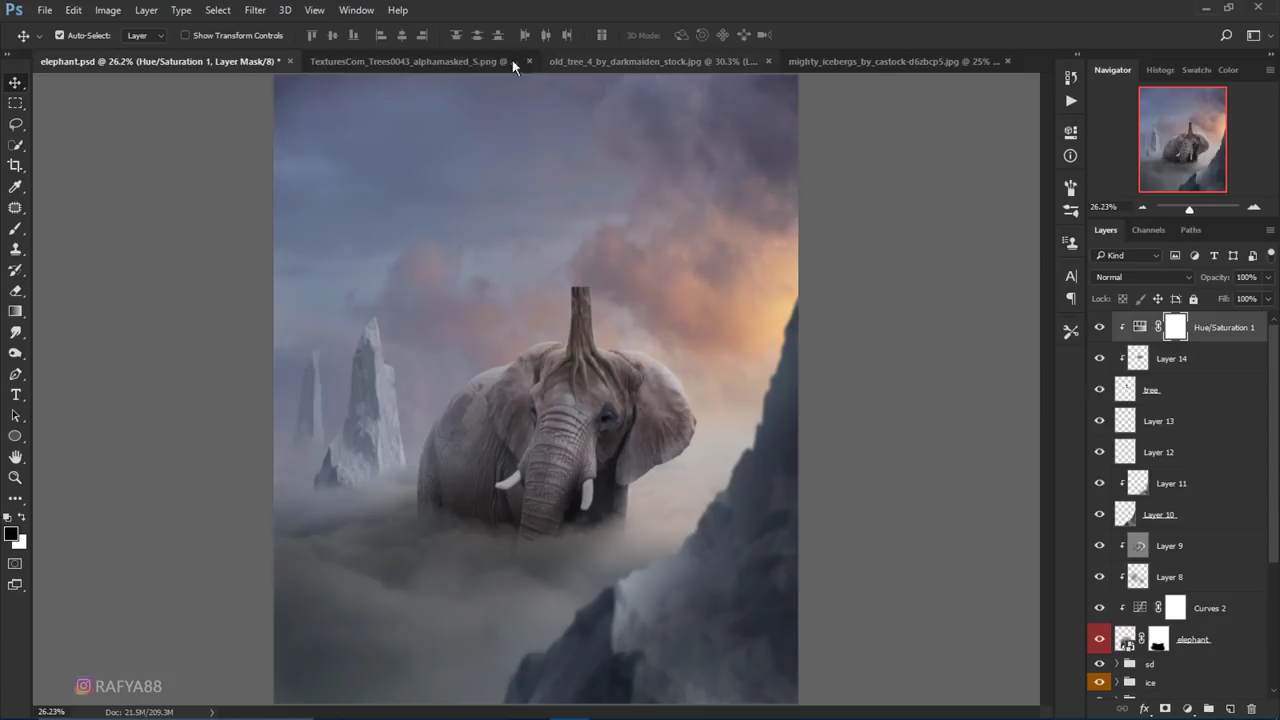 Ps File Edit Image Layer Type Select Filter 3D View Window Help
Auto-Select: Layer Show Transform Controls 3D Mode:
elephant.psd @ 26.2% (Hue/Saturation 1, Layer Mask/8) * × TexturesCom_Trees0043_alphamasked_S.png @ × old_tree_4_by_darkmaiden_stock.jpg @ 30.3% (L... × mighty_icebergs_by_castock-d6zbcp5.jpg @ 25% ... ×
Navigator Histogr Swatch Color
26.23%
Layers Channels Paths
Kind
Normal Opacity: 100%
Lock: Fill: 100%
Hue/Saturation 1
Layer 14
tree
Layer 13
Layer 12
Layer 11
Layer 10
Layer 9
Layer 8
Curves 2
elephant
sd
ice
RAFYA88
26.23% Doc: 21.5M/209.3M
fx